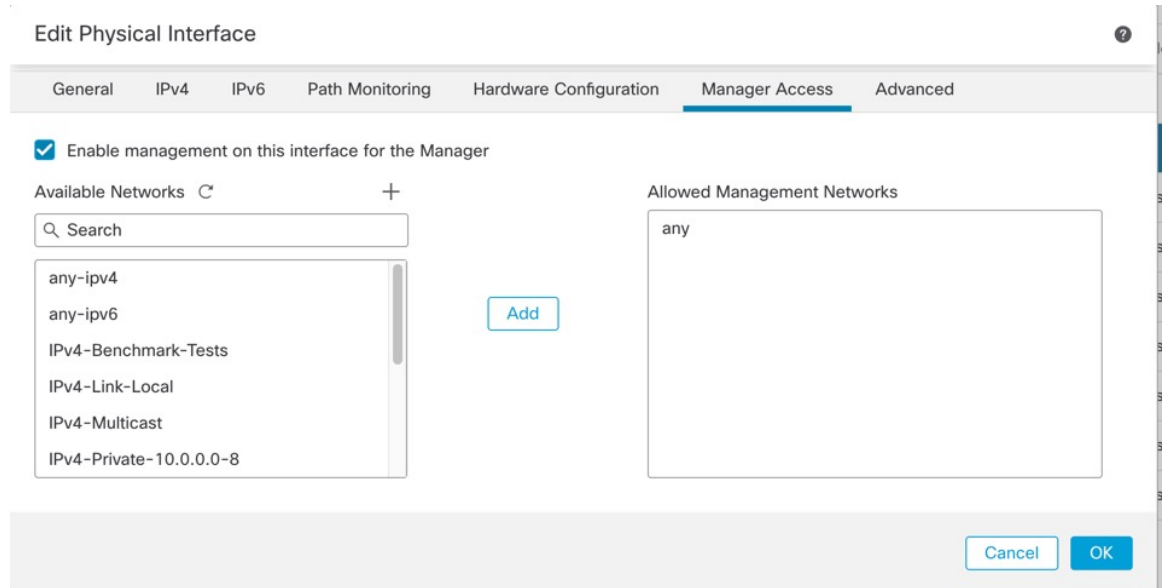 Edit Physical Interface
General IPv4 IPv6 Path Monitoring Hardware Configuration Manager Access Advanced
Enable management on this interface for the Manager
Available Networks
Search
any-ipv4
any-ipv6
IPv4-Benchmark-Tests
IPv4-Link-Local
IPv4-Multicast
IPv4-Private-10.0.0.0-8
Add
Allowed Management Networks
any
Cancel OK